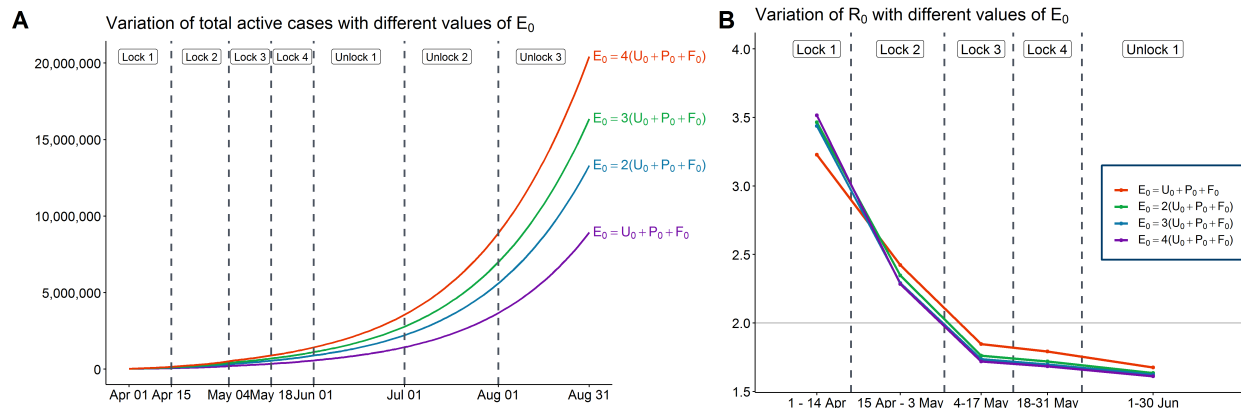 A
Variation of total active cases with different values of E₀
Lock 1
Lock 2
Lock 3
Lock 4
Unlock 1
Unlock 2
Unlock 3
20,000,000
15,000,000
10,000,000
5,000,000
0
E₀ = 4(U₀ + P₀ + F₀)
E₀ = 3(U₀ + P₀ + F₀)
E₀ = 2(U₀ + P₀ + F₀)
E₀ = U₀ + P₀ + F₀
Apr 01 Apr 15 May 04 May 18 Jun 01 Jul 01 Aug 01 Aug 31
B
Variation of R₀ with different values of E₀
Lock 1
Lock 2
Lock 3
Lock 4
Unlock 1
4.0
3.5
3.0
2.5
2.0
1.5
E₀ = U₀ + P₀ + F₀
E₀ = 2(U₀ + P₀ + F₀)
E₀ = 3(U₀ + P₀ + F₀)
E₀ = 4(U₀ + P₀ + F₀)
1 - 14 Apr 15 Apr - 3 May 4-17 May 18-31 May 1-30 Jun